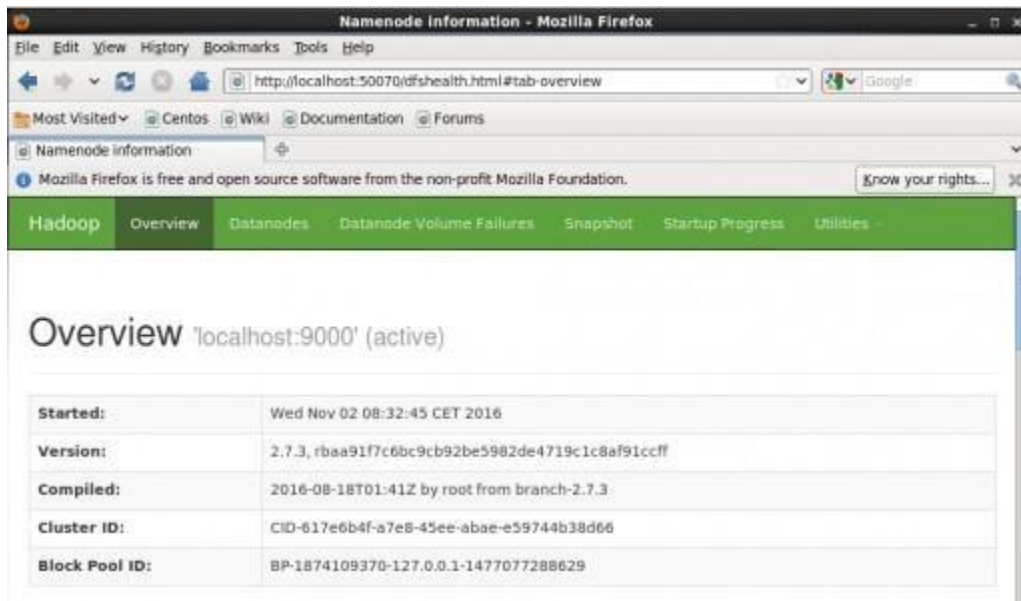 Namenode information - Mozilla Firefox
File Edit View History Bookmarks Tools Help
http://localhost:50070/dfshealth.html#tab-overview
Google
Most Visited Centos Wiki Documentation Forums
Namenode information
Mozilla Firefox is free and open source software from the non-profit Mozilla Foundation.
Know your rights...
Hadoop Overview Datanodes Datanode Volume Failures Snapshot Startup Progress Utilities
Overview 'localhost:9000' (active)
Started: Wed Nov 02 08:32:45 CET 2016
Version: 2.7.3, rbaa91f7c6bc9cb92be5982de4719c1c8af91ccff
Compiled: 2016-08-18T01:41Z by root from branch-2.7.3
Cluster ID: CID-617e6b4f-a7e8-45ee-abae-e59744b38d66
Block Pool ID: BP-1874109370-127.0.0.1-1477077288629